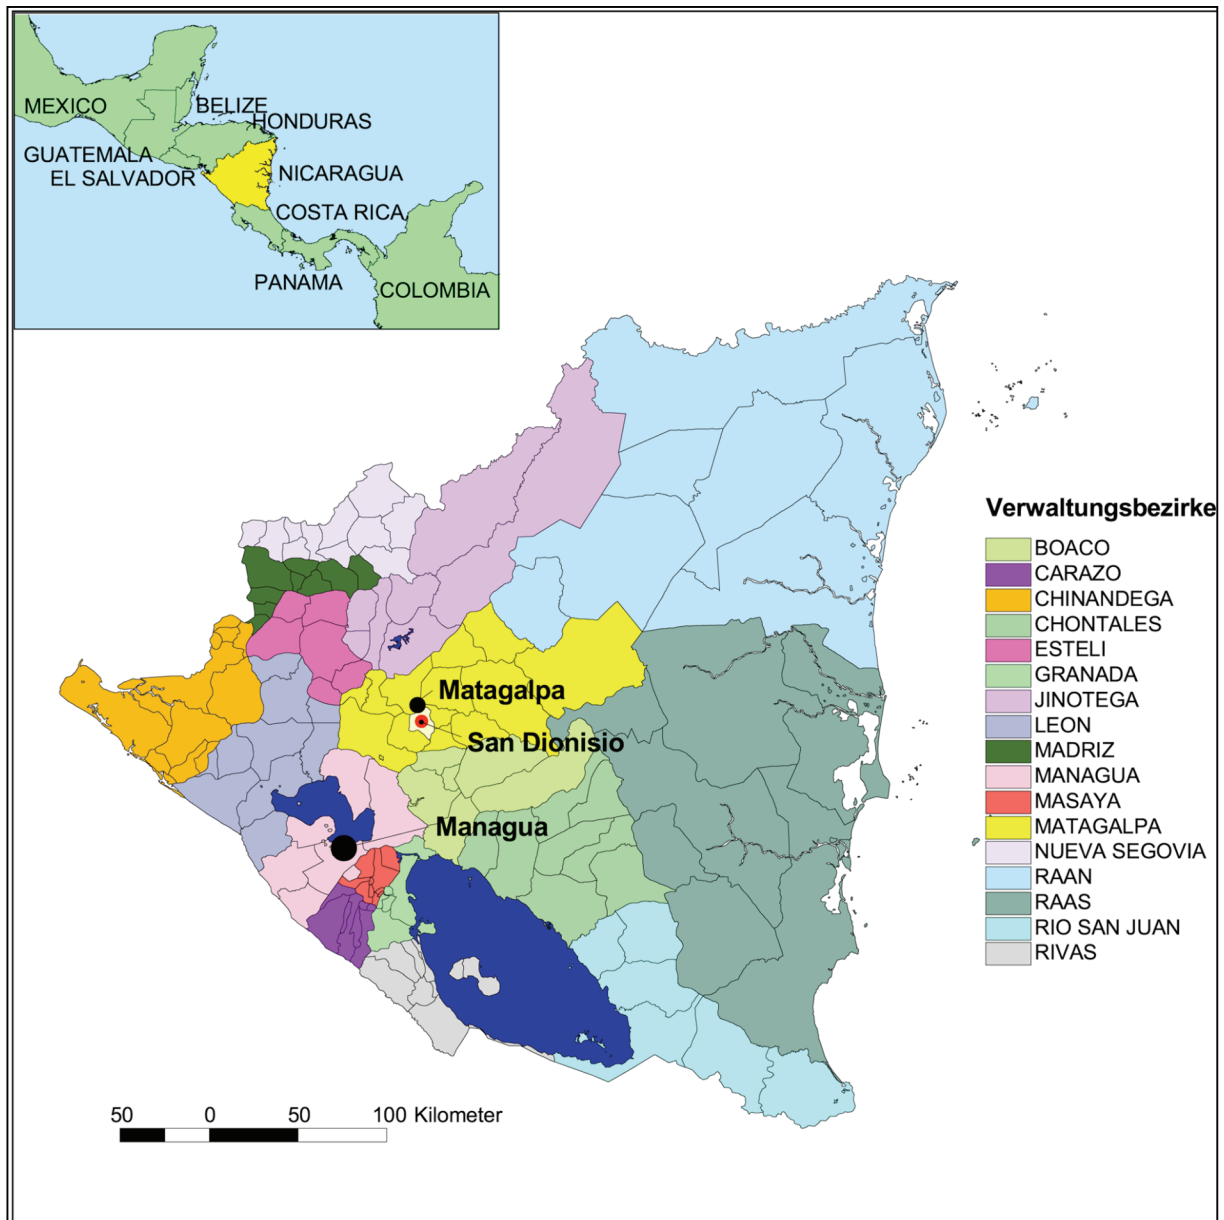 MEXICO
BELIZE
HONDURAS
GUATEMALA
EL SALVADOR
NICARAGUA
COSTA RICA
PANAMA
COLOMBIA
Matagalpa
San Dionisio
Managua
Verwaltungsbezirke
BOACO
CARAZO
CHINANDEGA
CHONTALES
ESTELI
GRANADA
JINOTEGA
LEON
MADRIZ
MANAGUA
MASAYA
MATAGALPA
NUEVA SEGOVIA
RAAN
RAAS
RIO SAN JUAN
RIVAS
50 0 50 100 Kilometer